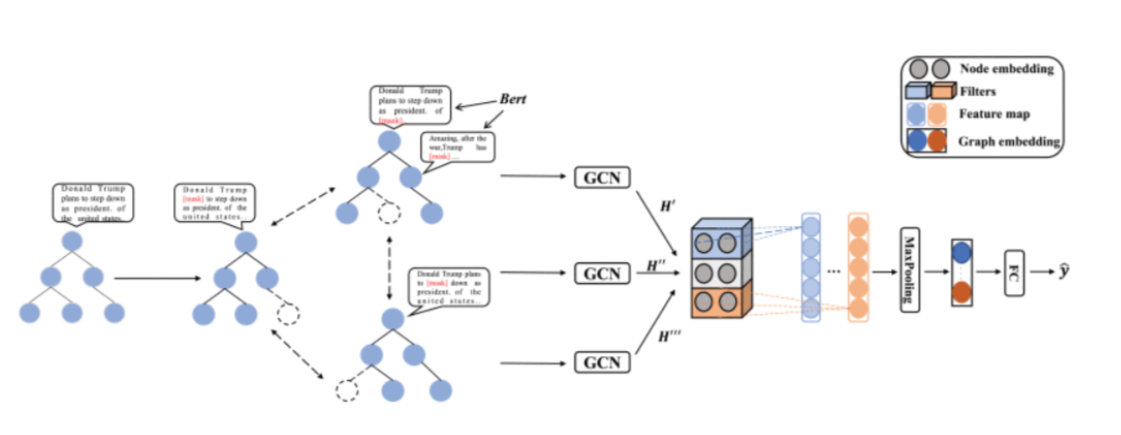 Donald Trump
plans to step down
as president. of
the united states..
Donald Trump
[mask] to step down
as president. of the
united states...
Donald Trump
plans to step down
as president. of
[mask]
Bert
Amazing, after the
war,Trump has
[mask] ...
Donald Trump plans
to [mask] down as
president. of the
united states...
GCN
GCN
GCN
H'
H''
H'''
...
MaxPooling
FC
ŷ
Node embedding
Filters
Feature map
Graph embedding